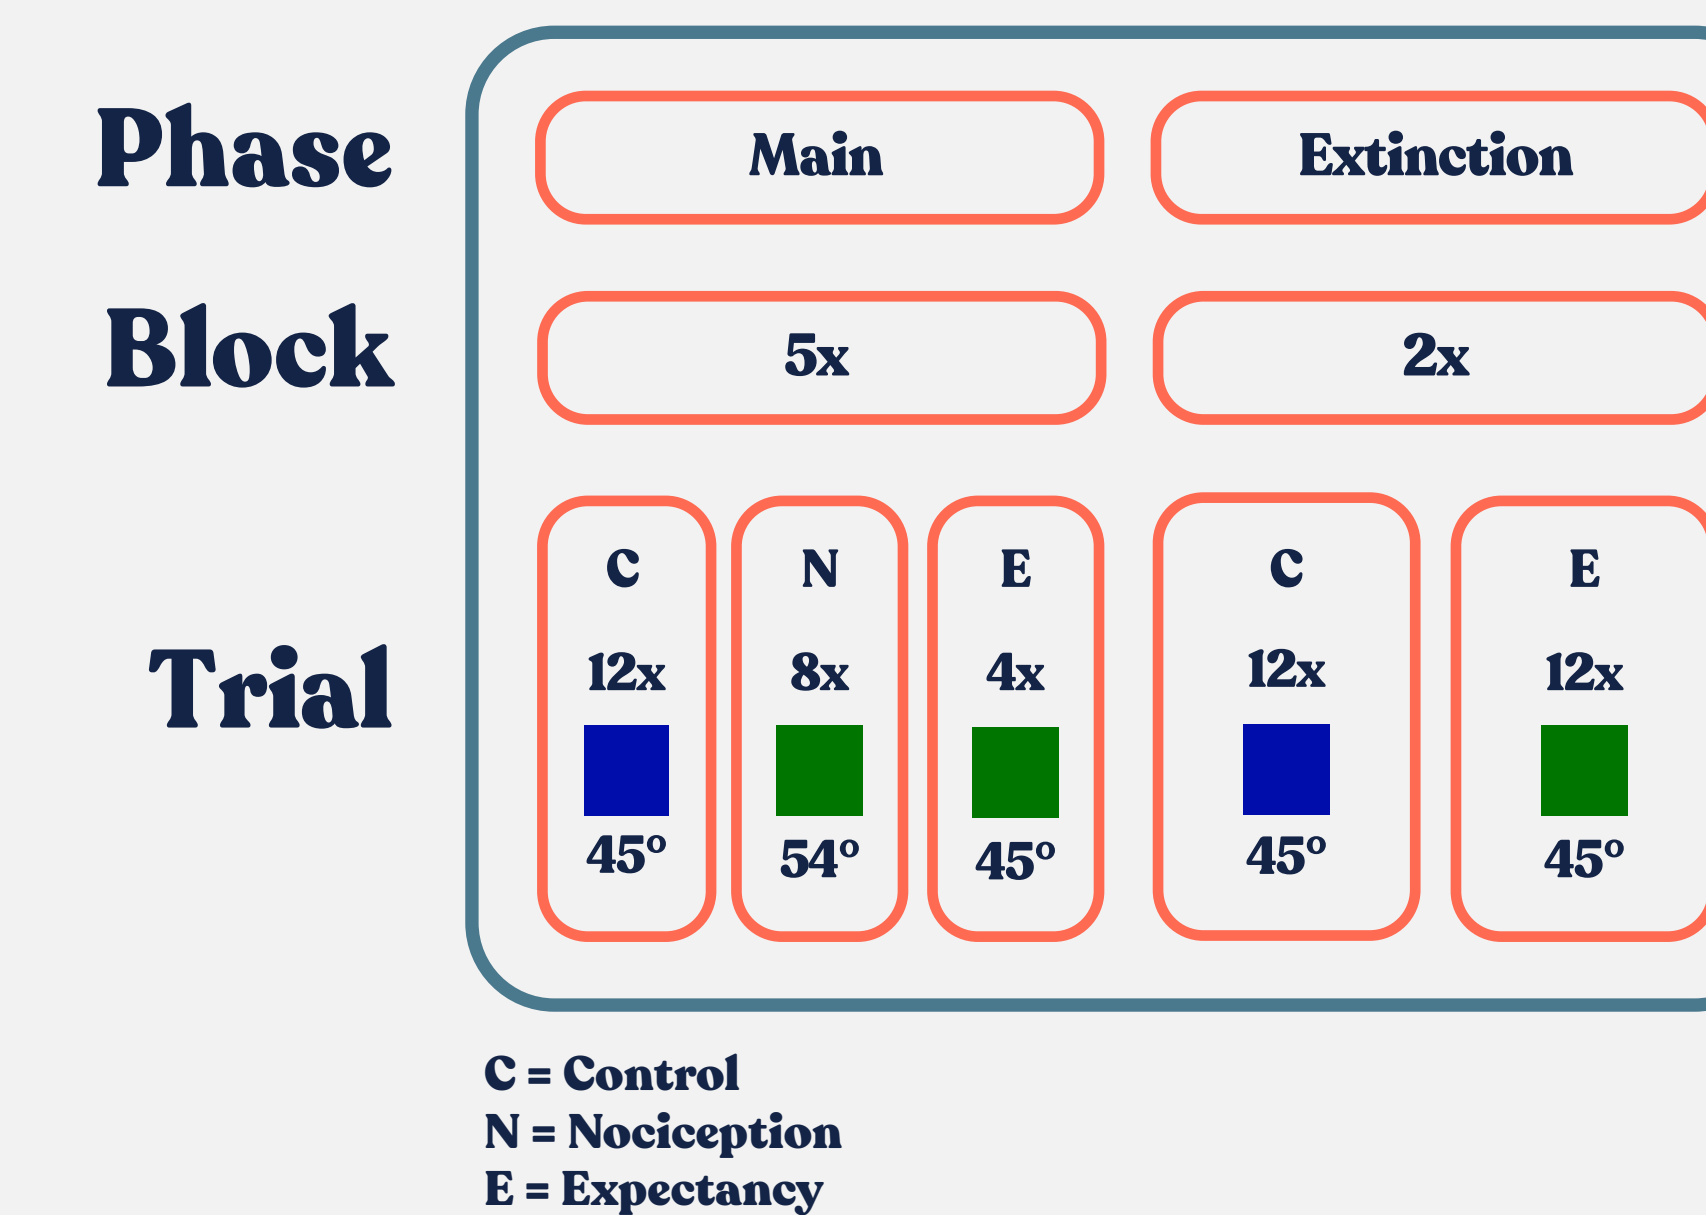 Phase
Main
Extinction
Block
5x
2x
Trial
C
N
E
C
E
12x
8x
4x
12x
12x
45º
54º
45º
45º
45º
C = Control
N = Nociception
E = Expectancy